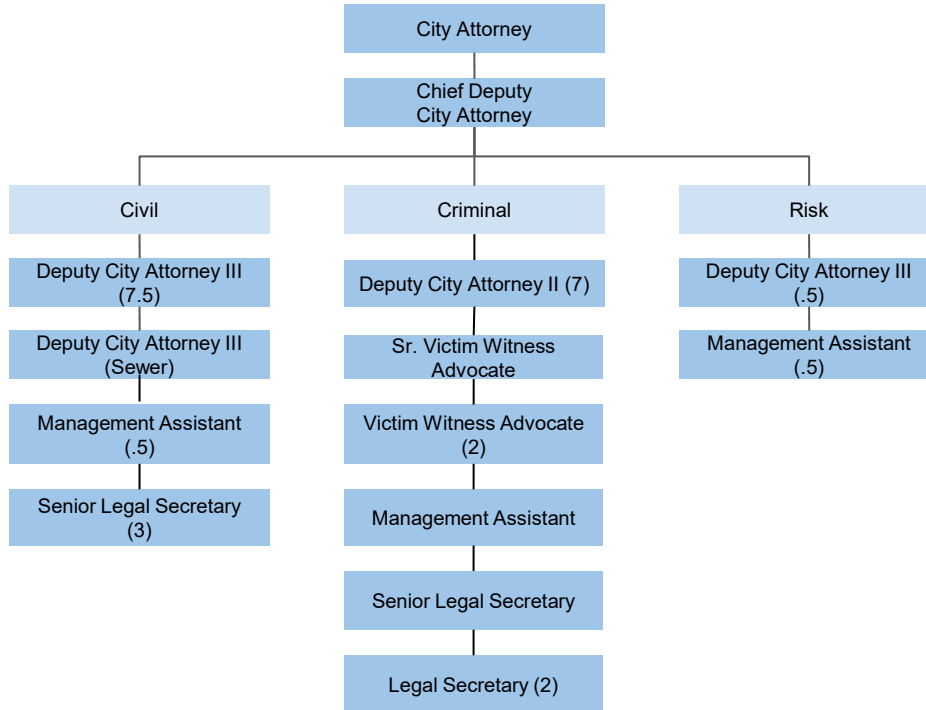 City Attorney
Chief Deputy
City Attorney
Civil
Criminal
Risk
Deputy City Attorney III
(7.5)
Deputy City Attorney III
(Sewer)
Management Assistant
(.5)
Senior Legal Secretary
(3)
Deputy City Attorney II (7)
Sr. Victim Witness
Advocate
Victim Witness Advocate
(2)
Management Assistant
Senior Legal Secretary
Legal Secretary (2)
Deputy City Attorney III
(.5)
Management Assistant
(.5)